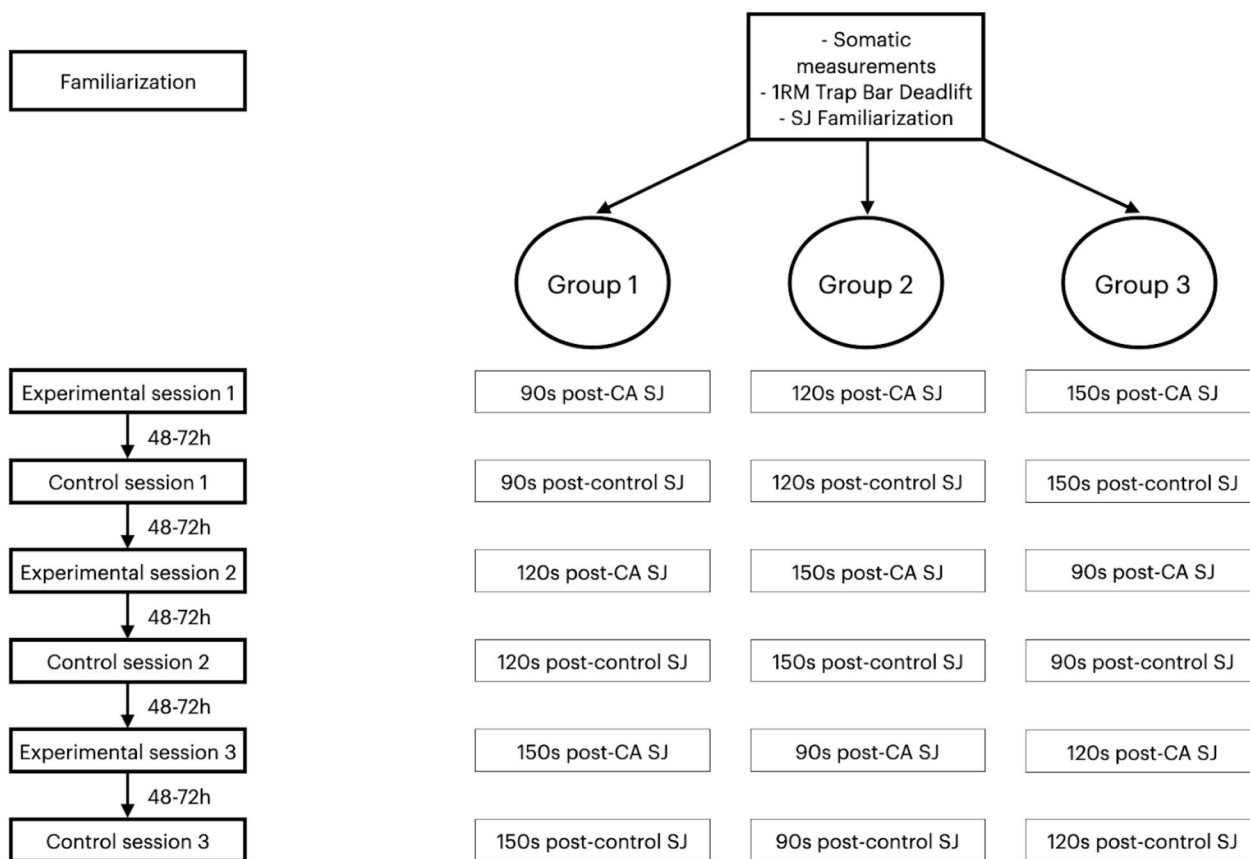 Familiarization
- Somatic
measurements
- 1RM Trap Bar Deadlift
- SJ Familiarization
Group 1
Group 2
Group 3
Experimental session 1
90s post-CA SJ
120s post-CA SJ
150s post-CA SJ
48-72h
Control session 1
90s post-control SJ
120s post-control SJ
150s post-control SJ
48-72h
Experimental session 2
120s post-CA SJ
150s post-CA SJ
90s post-CA SJ
48-72h
Control session 2
120s post-control SJ
150s post-control SJ
90s post-control SJ
48-72h
Experimental session 3
150s post-CA SJ
90s post-CA SJ
120s post-CA SJ
48-72h
Control session 3
150s post-control SJ
90s post-control SJ
120s post-control SJ